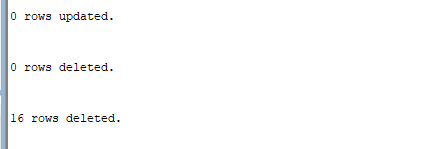 0 rows updated.
0 rows deleted.
16 rows deleted.